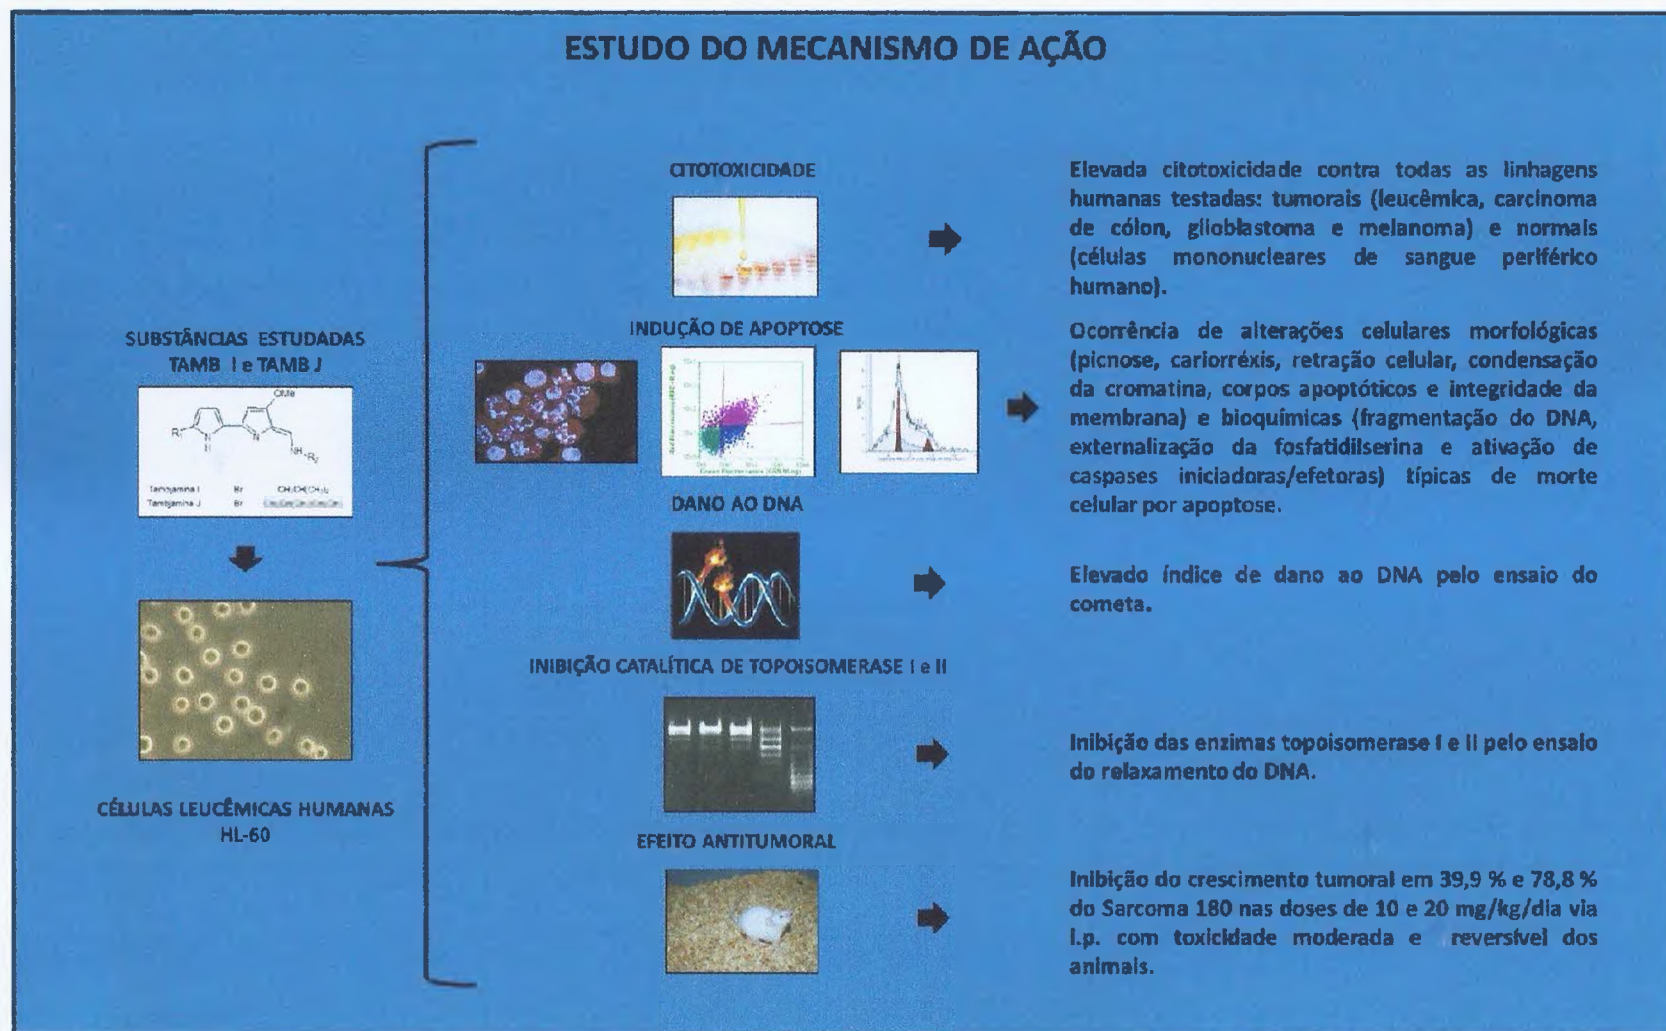 ESTUDO DO MECANISMO DE AÇÃO
SUBSTÂNCIAS ESTUDADAS
TAMB I e TAMB J
OMe
R₁
N
H
N
NH
R₂
Tambjamina I Br
Tambjamina J Br
CÉLULAS LEUCÊMICAS HUMANAS
HL-60
CITOTOXICIDADE
Elevada citotoxicidade contra todas as linhagens
humanas testadas: tumorais (leucêmica, carcinoma
de cólon, glioblastoma e melanoma) e normais
(células mononucleares de sangue periférico
humano).
INDUÇÃO DE APOPTOSE
Ocorrência de alterações celulares morfológicas
(picnose, cariorréxis, retração celular, condensação
da cromatina, corpos apoptóticos e integridade da
membrana) e bioquímicas (fragmentação do DNA,
externalização da fosfatidilserina e ativação de
caspases iniciadoras/efetoras) típicas de morte
celular por apoptose.
DANO AO DNA
Elevado índice de dano ao DNA pelo ensaio do
cometa.
INIBIÇÃO CATALÍTICA DE TOPOISOMERASE I e II
Inibição das enzimas topoisomerase I e II pelo ensaio
do relaxamento do DNA.
EFEITO ANTITUMORAL
Inibição do crescimento tumoral em 39,9 % e 78,8 %
do Sarcoma 180 nas doses de 10 e 20 mg/kg/dia via
i.p. com toxicidade moderada e reversível dos
animais.